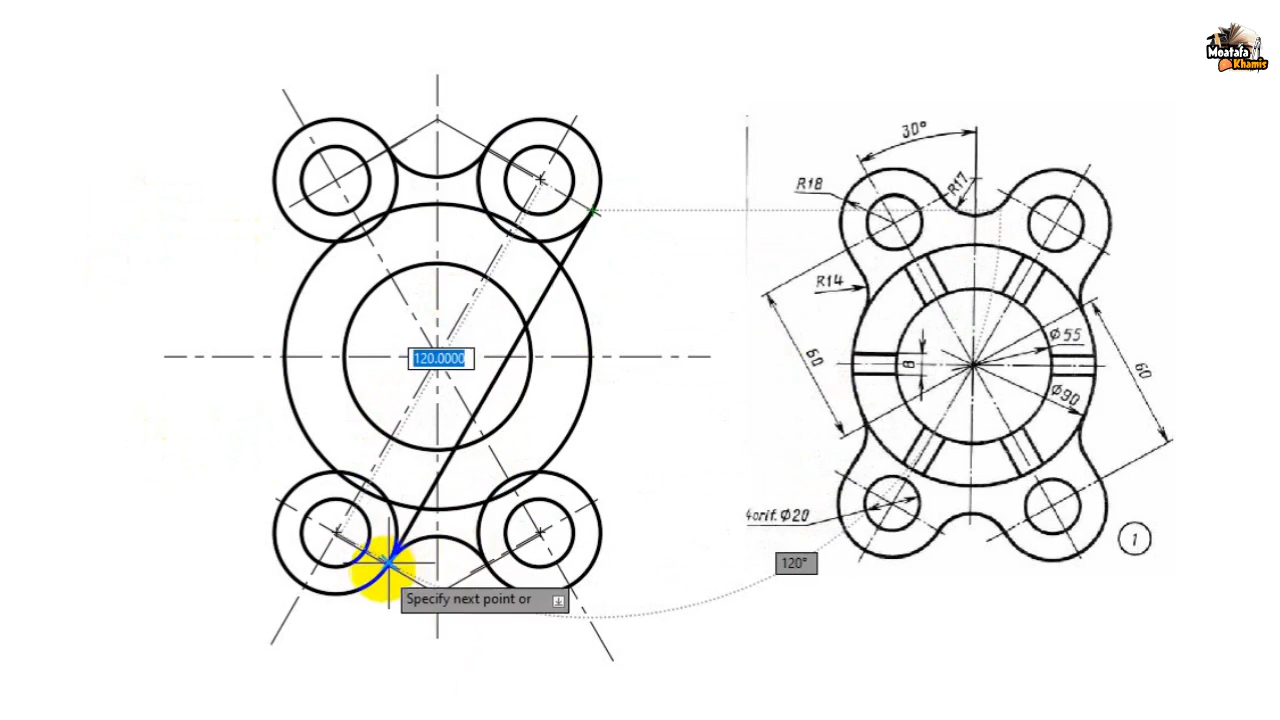 Moatafa
Khamis
30°
R18
R17
R14
60
Ø55
8
60
Ø90
120.0000
4orif. Ø20
1
120°
Specify next point or